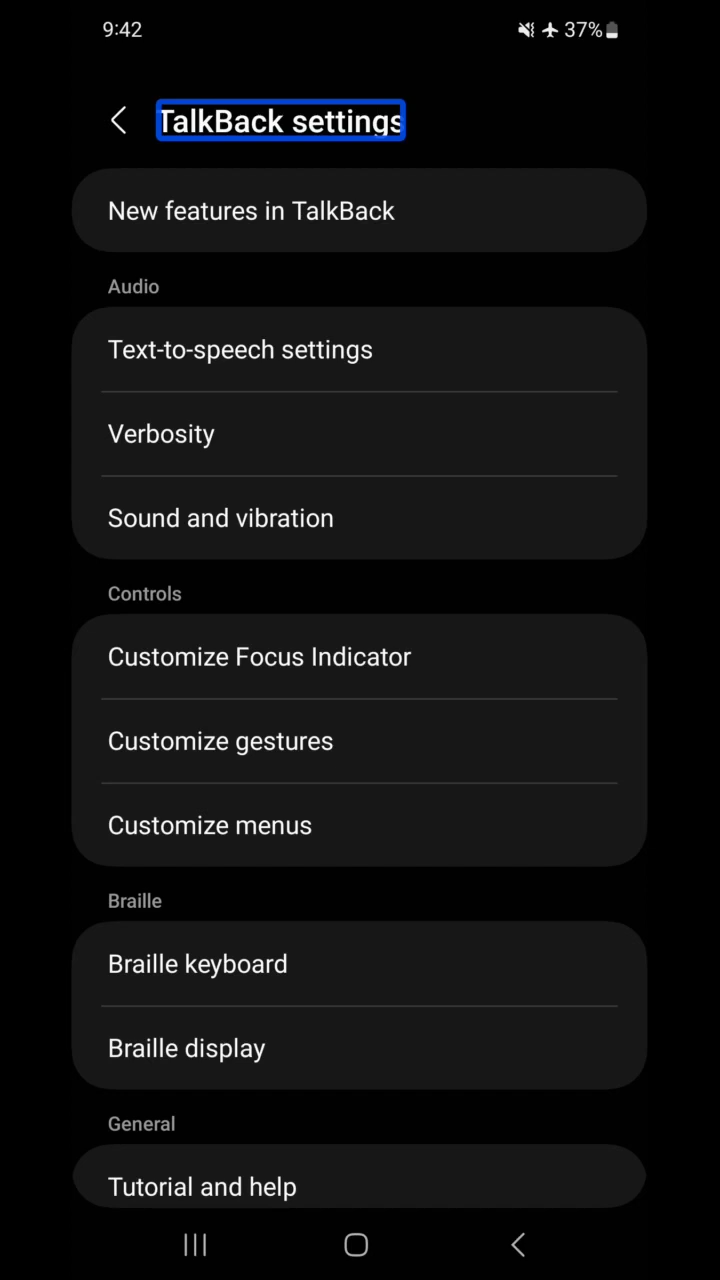 9:42 37%
TalkBack settings
New features in TalkBack
Audio
Text-to-speech settings
Verbosity
Sound and vibration
Controls
Customize Focus Indicator
Customize gestures
Customize menus
Braille
Braille keyboard
Braille display
General
Tutorial and help